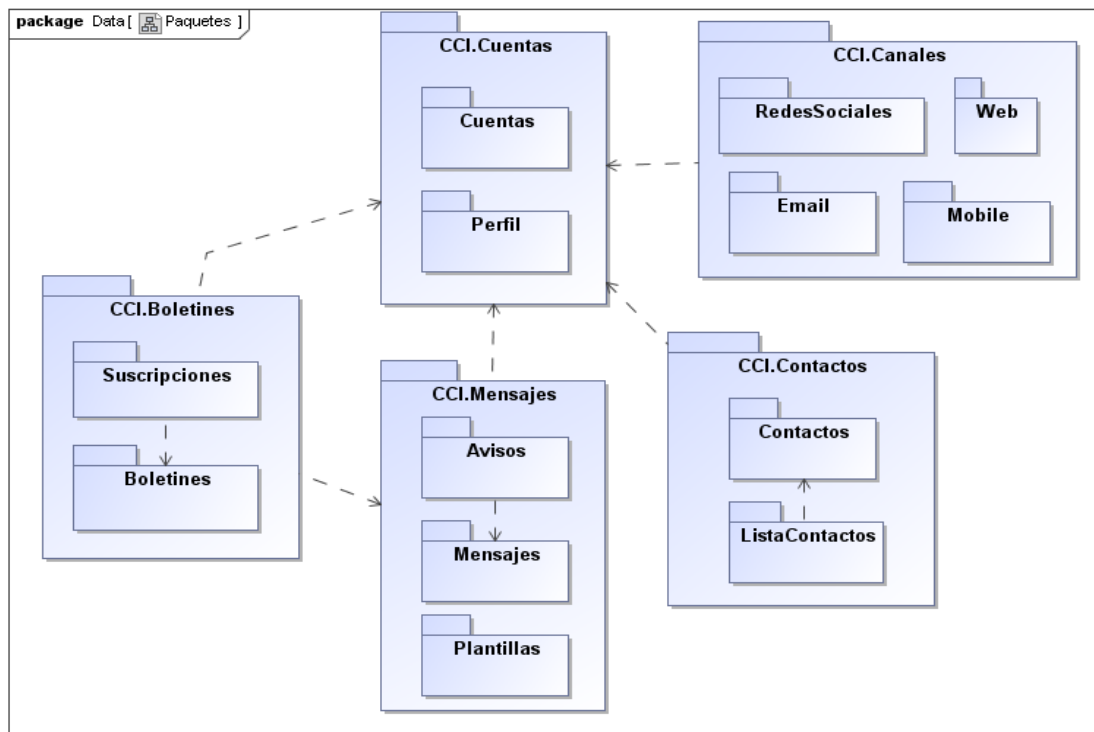 package Data [ Paquetes ]
CCI.Cuentas
Cuentas
Perfil
CCI.Canales
RedesSociales
Web
Email
Mobile
CCI.Boletines
Suscripciones
Boletines
CCI.Mensajes
Avisos
Mensajes
Plantillas
CCI.Contactos
Contactos
ListaContactos